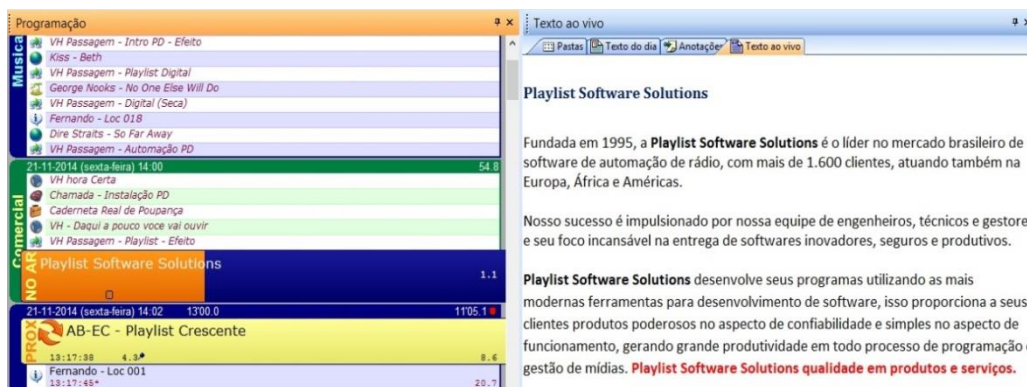 Programação
Musica
VH Passagem - Intro PD - Efeito
Kiss - Beth
VH Passagem - Playlist Digital
George Nooks - No One Else Will Do
VH Passagem - Digital (Seca)
Fernando - Loc 018
Dire Straits - So Far Away
VH Passagem - Automação PD
21-11-2014 (sexta-feira) 14:00 54.8
Comercial
VH hora Certa
Chamada - Instalação PD
Caderneta Real de Poupança
VH - Daqui a pouco voce vai ouvir
VH Passagem - Playlist - Efeito
NO AR
Playlist Software Solutions
1.1
21-11-2014 (sexta-feira) 14:02 13'00.0 11'05.1
PROX
AB-EC - Playlist Crescente
13:17:38 4.3 8.6
Fernando - Loc 001
13:17:45* 20.7
Texto ao vivo
Pastas Texto do dia Anotações Texto ao vivo
Playlist Software Solutions
Fundada em 1995, a Playlist Software Solutions é o líder no mercado brasileiro de
software de automação de rádio, com mais de 1.600 clientes, atuando também na
Europa, África e Américas.
Nosso sucesso é impulsionado por nossa equipe de engenheiros, técnicos e gestore
e seu foco incansável na entrega de softwares inovadores, seguros e produtivos.
Playlist Software Solutions desenvolve seus programas utilizando as mais
modernas ferramentas para desenvolvimento de software, isso proporciona a seus
clientes produtos poderosos no aspecto de confiabilidade e simples no aspecto de
funcionamento, gerando grande produtividade em todo processo de programação
gestão de mídias. Playlist Software Solutions qualidade em produtos e serviços.